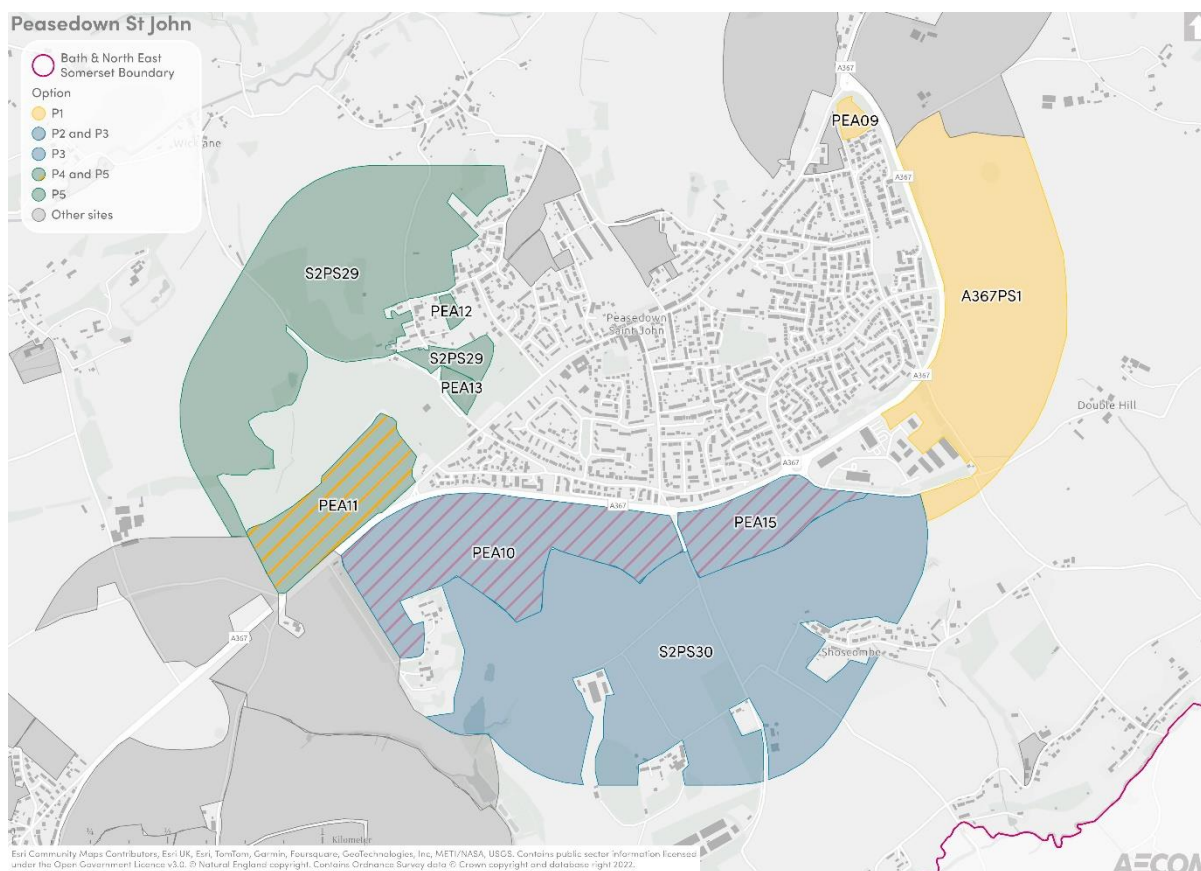 Peasedown St John
Bath & North East
Somerset Boundary
Option
P1
P2 and P3
P3
P4 and P5
P5
Other sites
A367
PEA09
A367
A367PS1
S2PS29
PEA12
Peasedown
Saint John
S2PS29
PEA13
A367
Double Hill
A367
PEA11
A367
PEA15
PEA10
S2PS30
Shoscombe
A367
Kilometer
Esri Community Maps Contributors, Esri UK, Esri, TomTom, Garmin, Foursquare, GeoTechnologies, Inc, METI/NASA, USGS. Contains public sector information licensed
under the Open Government Licence v3.0. © Natural England copyright. Contains Ordnance Survey data © Crown copyright and database right 2022.
AECOM